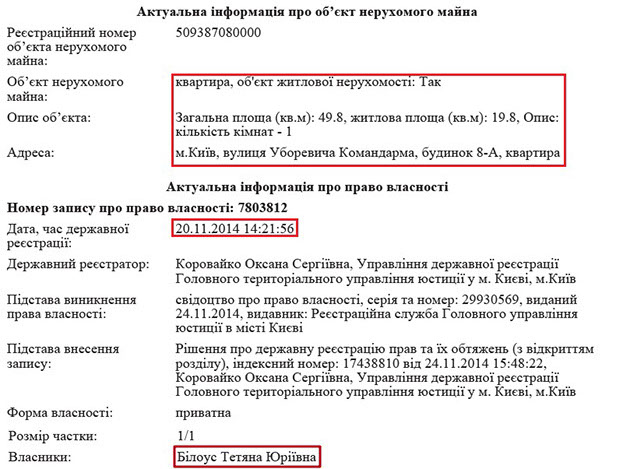 Актуальна інформація про об’єкт нерухомого майна
Реєстраційний номер
об’єкта нерухомого
майна:
509387080000
Об’єкт нерухомого
майна:
квартира, об'єкт житлової нерухомості: Так
Опис об’єкта:
Загальна площа (кв.м): 49.8, житлова площа (кв.м): 19.8, Опис:
кількість кімнат - 1
Адреса:
м.Київ, вулиця Уборевича Командарма, будинок 8-А, квартира
Актуальна інформація про право власності
Номер запису про право власності: 7803812
Дата, час державної
реєстрації:
20.11.2014 14:21:56
Державний реєстратор:
Коровайко Оксана Сергіївна, Управління державної реєстрації
Головного територіального управління юстиції у м. Києві, м.Київ
Підстава виникнення
права власності:
свідоцтво про право власності, серія та номер: 29930569, виданий
24.11.2014, видавник: Реєстраційна служба Головного управління
юстиції в місті Києві
Підстава внесення
запису:
Рішення про державну реєстрацію прав та їх обтяжень (з відкриттям
розділу), індексний номер: 17438810 від 24.11.2014 15:48:22,
Коровайко Оксана Сергіївна, Управління державної реєстрації
Головного територіального управління юстиції у м. Києві, м.Київ
Форма власності:
приватна
Розмір частки:
1/1
Власники:
Білоус Тетяна Юріївна